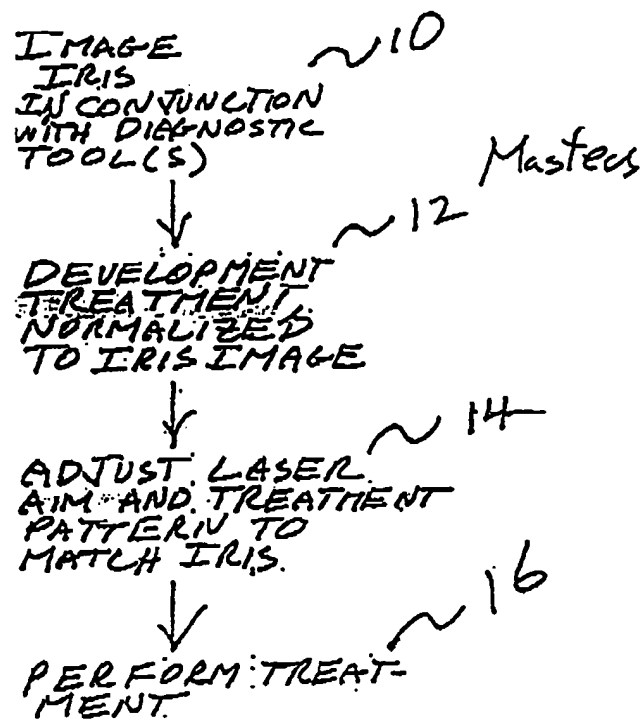 IMAGE
IRIS
IN CONJUNCTION
WITH DIAGNOSTIC
TOOL(S)
10
Masters
12
DEVELOPMENT
TREATMENT,
NORMALIZED
TO IRIS IMAGE
14
ADJUST LASER
AIM AND TREATMENT
PATTERN TO
MATCH IRIS.
16
PERFORM TREAT-
MENT